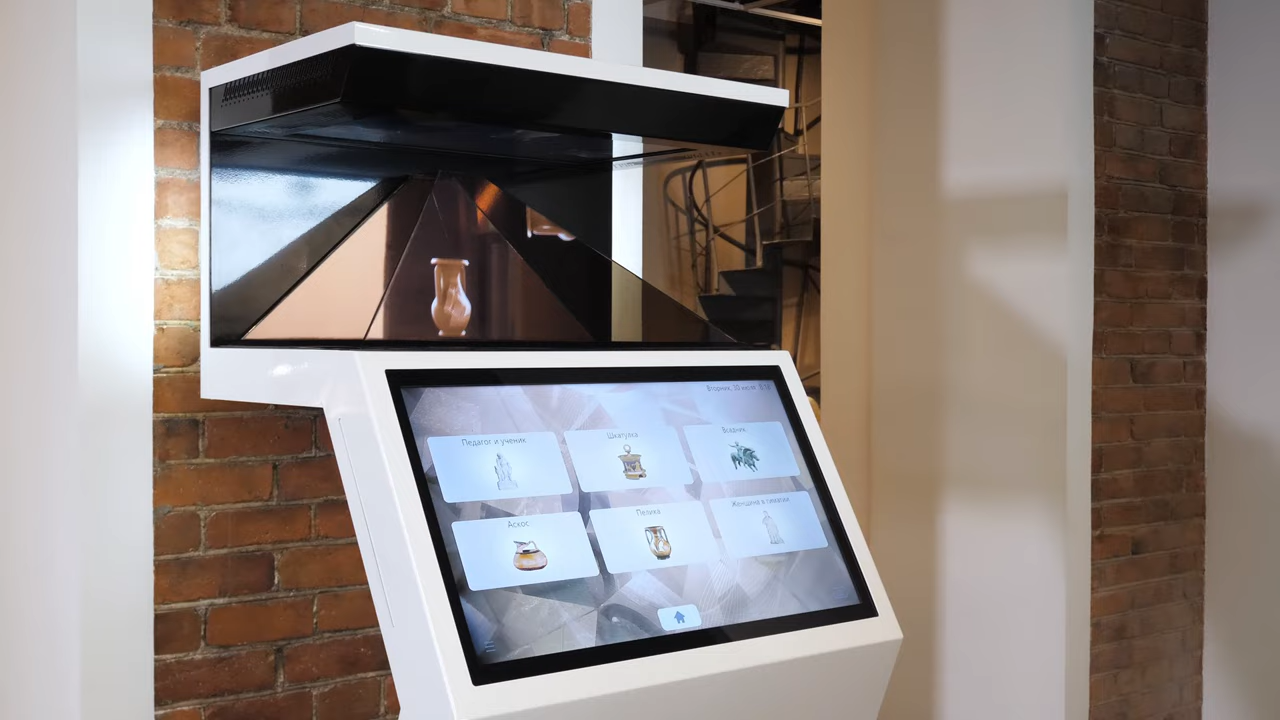 Вторник, 30 июля
Педагог и ученик
Шкатулка
Всадник
Аскос
Пелика
Женщина в гиматии